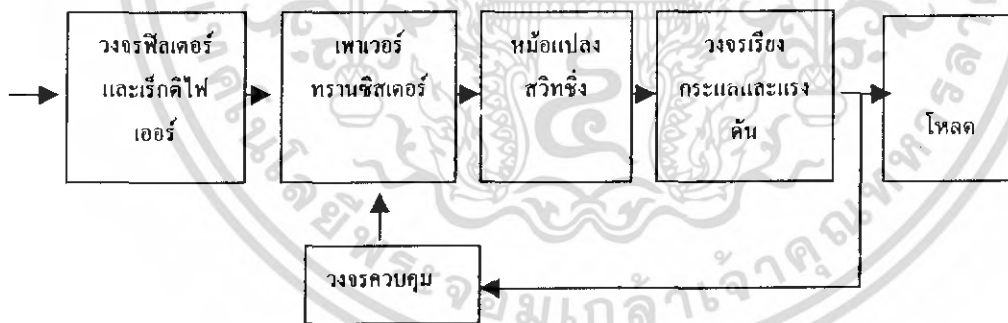 วงจรฟิลเตอร์
และเร็กติไฟ
เออร์
เพาเวอร์
ทรานซิสเตอร์
หม้อแปลง
สวิทชิ่ง
วงจรเรียง
กระแสและแรง
ดัน
โหลด
วงจรควบคุม